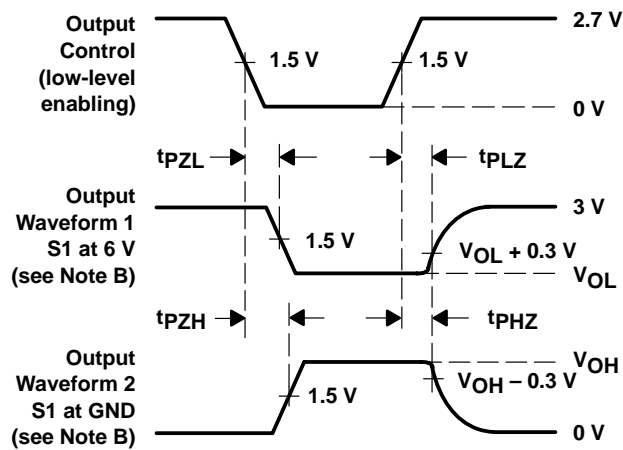 Output
Control
(low-level
enabling)
1.5 V
1.5 V
2.7 V
0 V
tPZL
tPLZ
Output
Waveform 1
S1 at 6 V
(see Note B)
1.5 V
3 V
VOL + 0.3 V
VOL
tPZH
tPHZ
Output
Waveform 2
S1 at GND
(see Note B)
1.5 V
VOH
VOH – 0.3 V
0 V